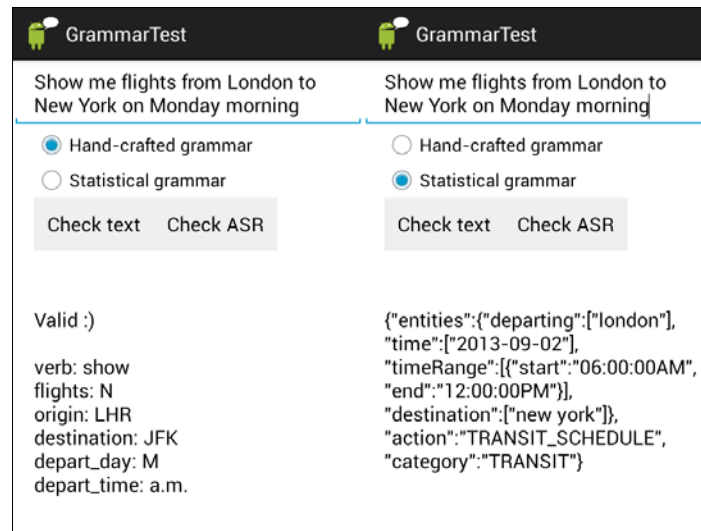 GrammarTest
Show me flights from London to
New York on Monday morning
Hand-crafted grammar
Statistical grammar
Check text Check ASR
Valid :)
verb: show
flights: N
origin: LHR
destination: JFK
depart_day: M
depart_time: a.m.
GrammarTest
Show me flights from London to
New York on Monday morning
Hand-crafted grammar
Statistical grammar
Check text Check ASR
{"entities":{"departing":["london"],
"time":["2013-09-02"],
"timeRange":[{"start":"06:00:00AM",
"end":"12:00:00PM"}],
"destination":["new york"]},
"action":"TRANSIT_SCHEDULE",
"category":"TRANSIT"}